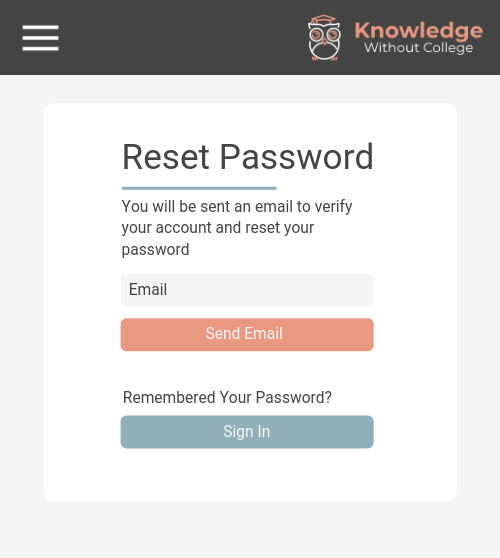 Knowledge
Without College
Reset Password
You will be sent an email to verify
your account and reset your
password
Email
Send Email
Remembered Your Password?
Sign In